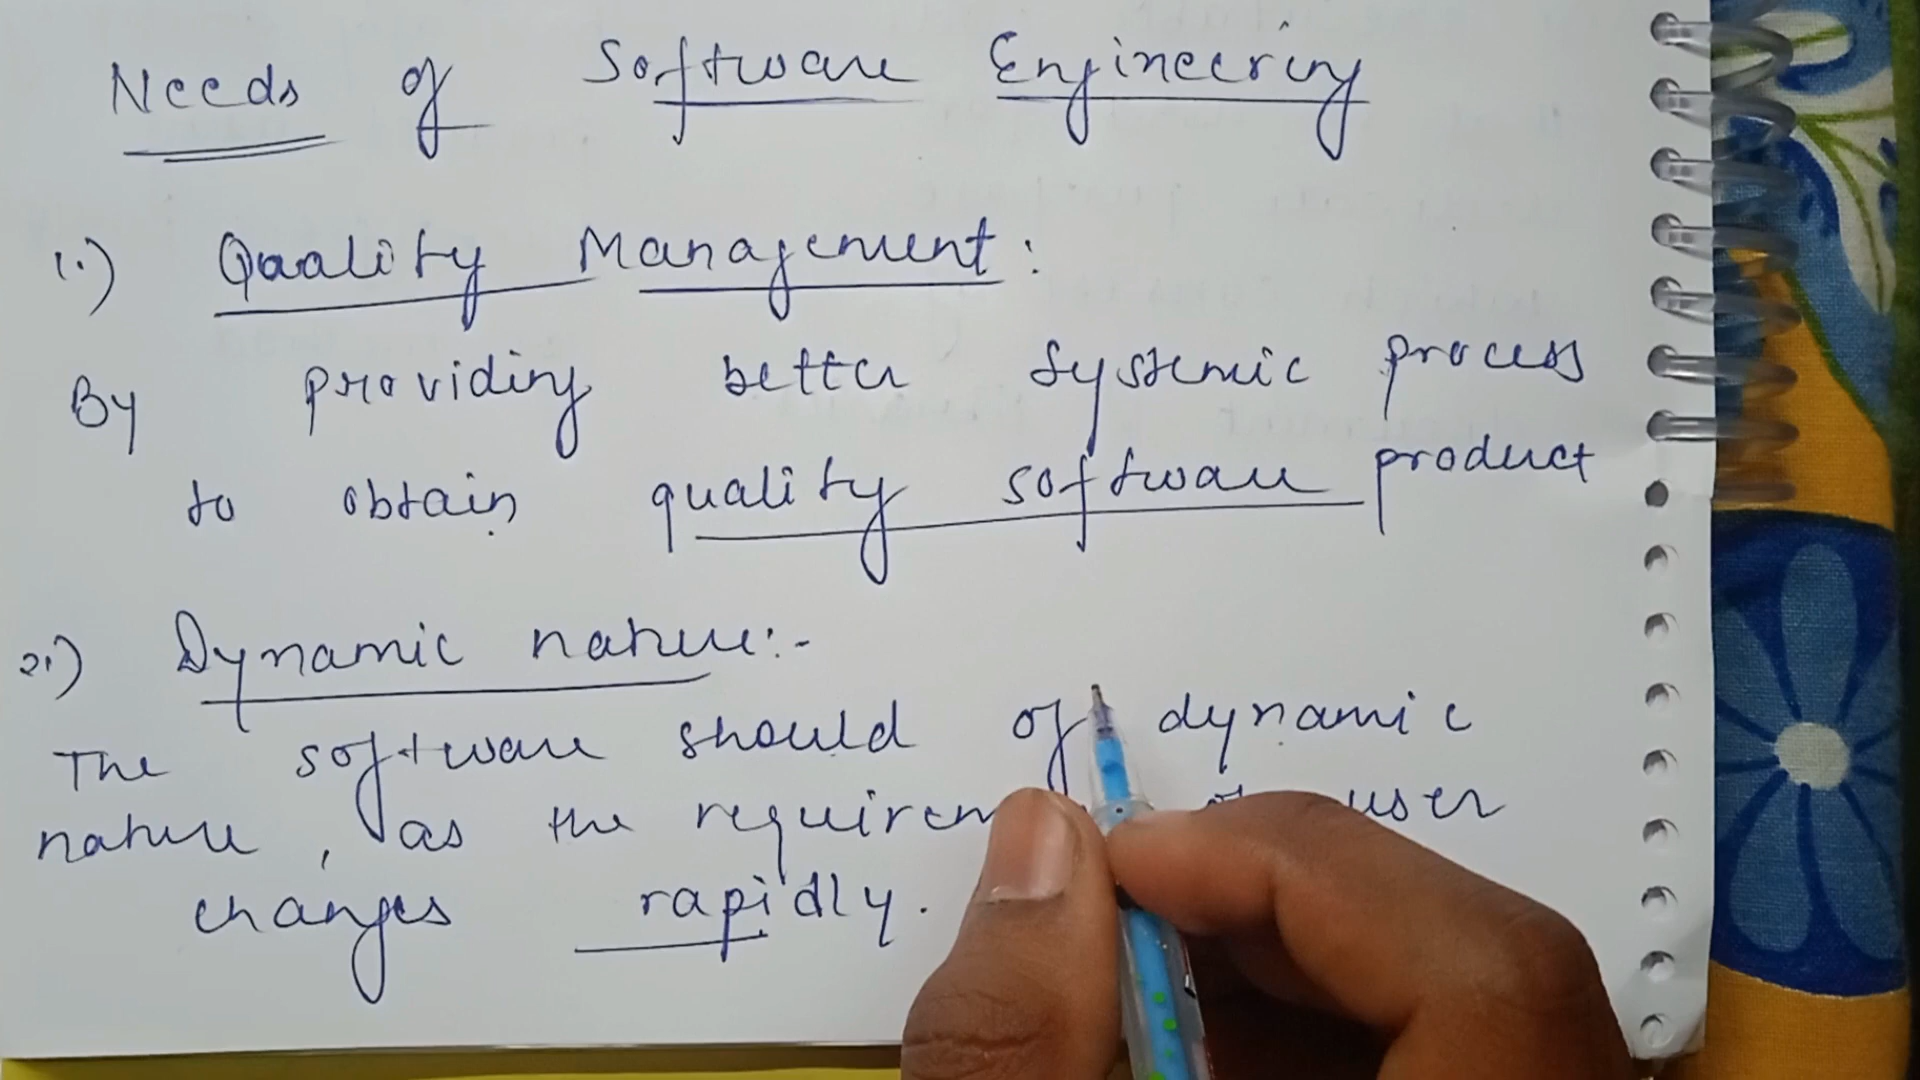 Needs of Software Engineering
1.) Quality Management:
By providing better systemic process
to obtain quality software product
2.) Dynamic nature:-
The software should of dynamic
nature, as the user
changes rapidly.